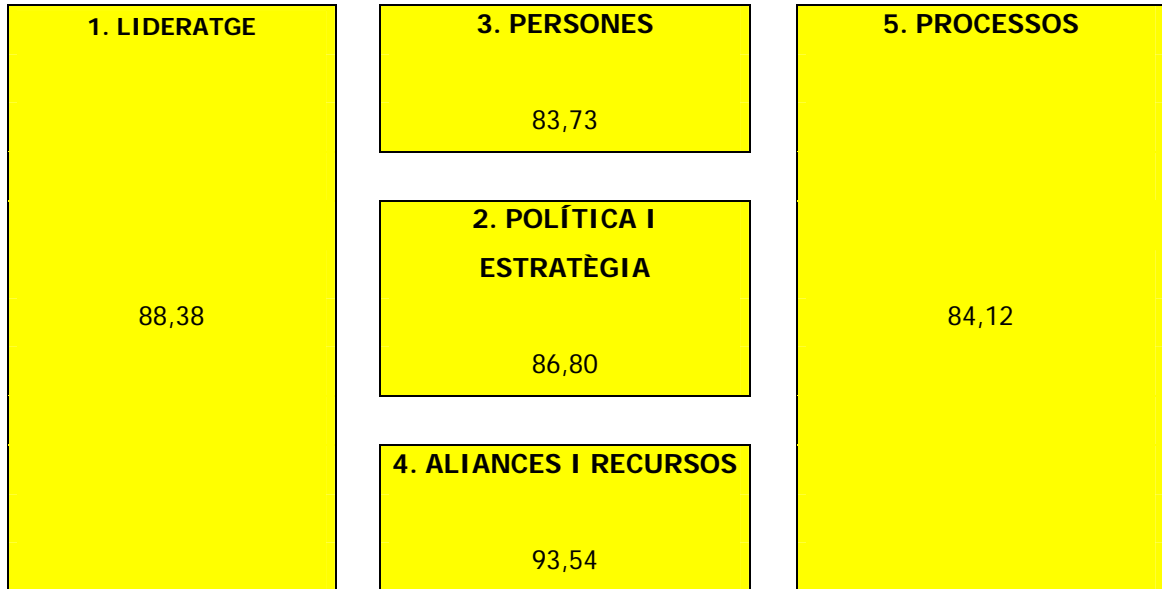 1. LIDERATGE
88,38
3. PERSONES
83,73
2. POLÍTICA I
ESTRATÈGIA
86,80
4. ALIANCES I RECURSOS
93,54
5. PROCESSOS
84,12